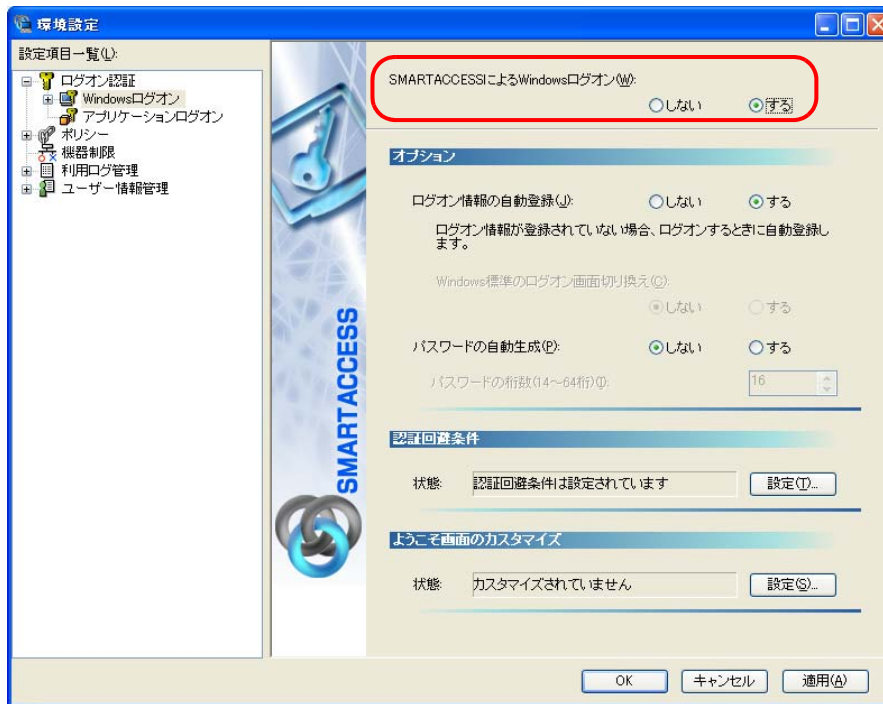 環境設定
設定項目一覧(L):
ログオン認証
Windowsログオン
アプリケーションログオン
ポリシー
機器制限
利用ログ管理
ユーザー情報管理
SMARTACCESS
SMARTACCESSによるWindowsログオン(W):
しない する
オプション
ログオン情報の自動登録(J): しない する
ログオン情報が登録されていない場合、ログオンするときに自動登録し
ます。
Windows標準のログオン画面切り換え(C):
しない する
パスワードの自動生成(P): しない する
パスワードの桁数(14～64桁)(I): 16
認証回避条件
状態: 認証回避条件は設定されています 設定(T)...
ようこそ画面のカスタマイズ
状態: カスタマイズされていません 設定(S)...
OK キャンセル 適用(A)